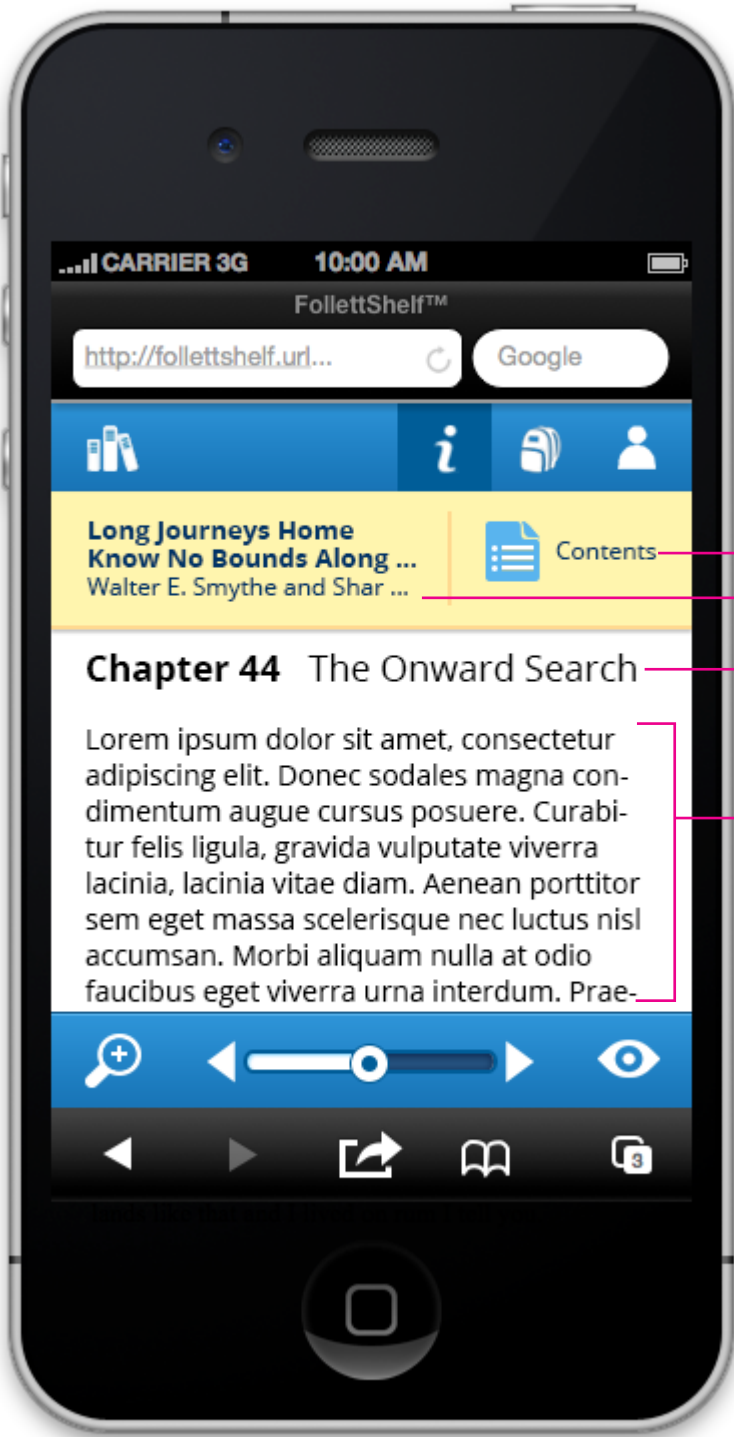 CARRIER 3G 10:00 AM
FollettShelf™
http://follettshelf.url... Google
i
Long Journeys Home
Know No Bounds Along ...
Walter E. Smythe and Shar ...
Contents
Chapter 44 The Onward Search
Lorem ipsum dolor sit amet, consectetur
adipiscing elit. Donec sodales magna con-
dimentum augue cursus posuere. Curabi-
tur felis ligula, gravida vulputate viverra
lacinia, lacinia vitae diam. Aenean porttitor
sem eget massa scelerisque nec luctus nisl
accumsan. Morbi aliquam nulla at odio
faucibus eget viverra urna interdum. Prae-
3